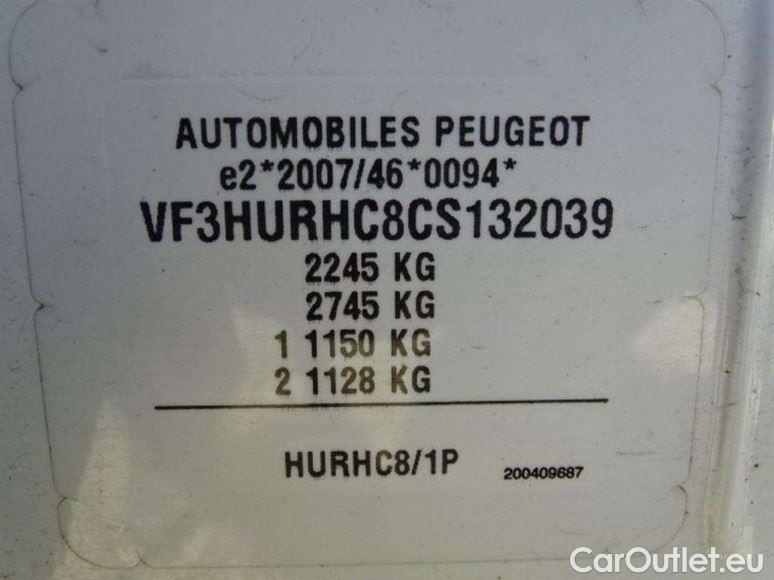 AUTOMOBILES PEUGEOT
e2*2007/46*0094*
VF3HURHC8CS132039
2245 KG
2745 KG
1 1150 KG
2 1128 KG
HURHC8/1P 200409687
CarOutlet.eu